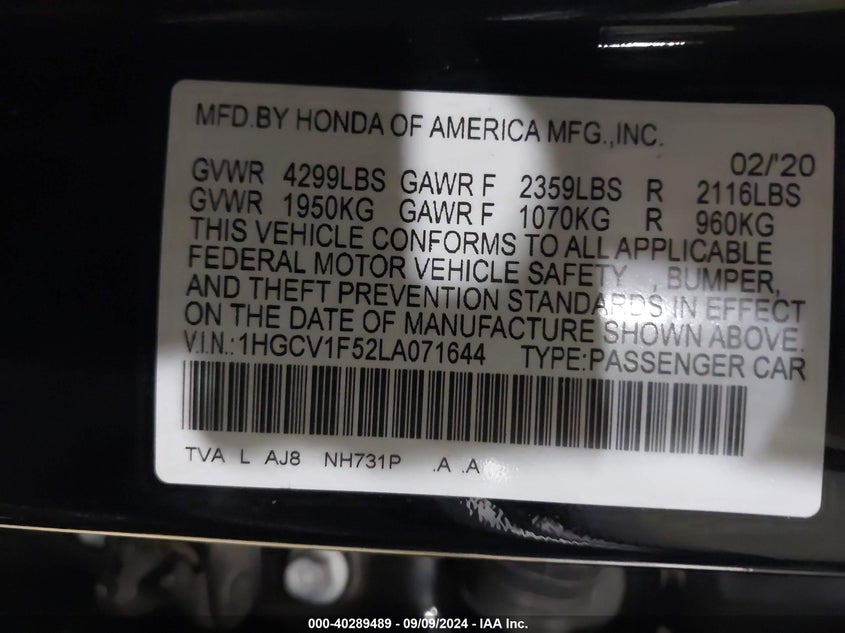 MFD.BY HONDA OF AMERICA MFG.,INC.
02/'20
GVWR 4299LBS GAWR F 2359LBS R 2116LBS
GVWR 1950KG GAWR F 1070KG R 960KG
THIS VEHICLE CONFORMS TO ALL APPLICABLE
FEDERAL MOTOR VEHICLE SAFETY , BUMPER,
AND THEFT PREVENTION STANDARDS IN EFFECT
ON THE DATE OF MANUFACTURE SHOWN ABOVE.
V.I.N.:1HGCV1F52LA071644 TYPE:PASSENGER CAR
TVA L AJ8 NH731P .A .A
000-40289489 - 09/09/2024 - IAA Inc.